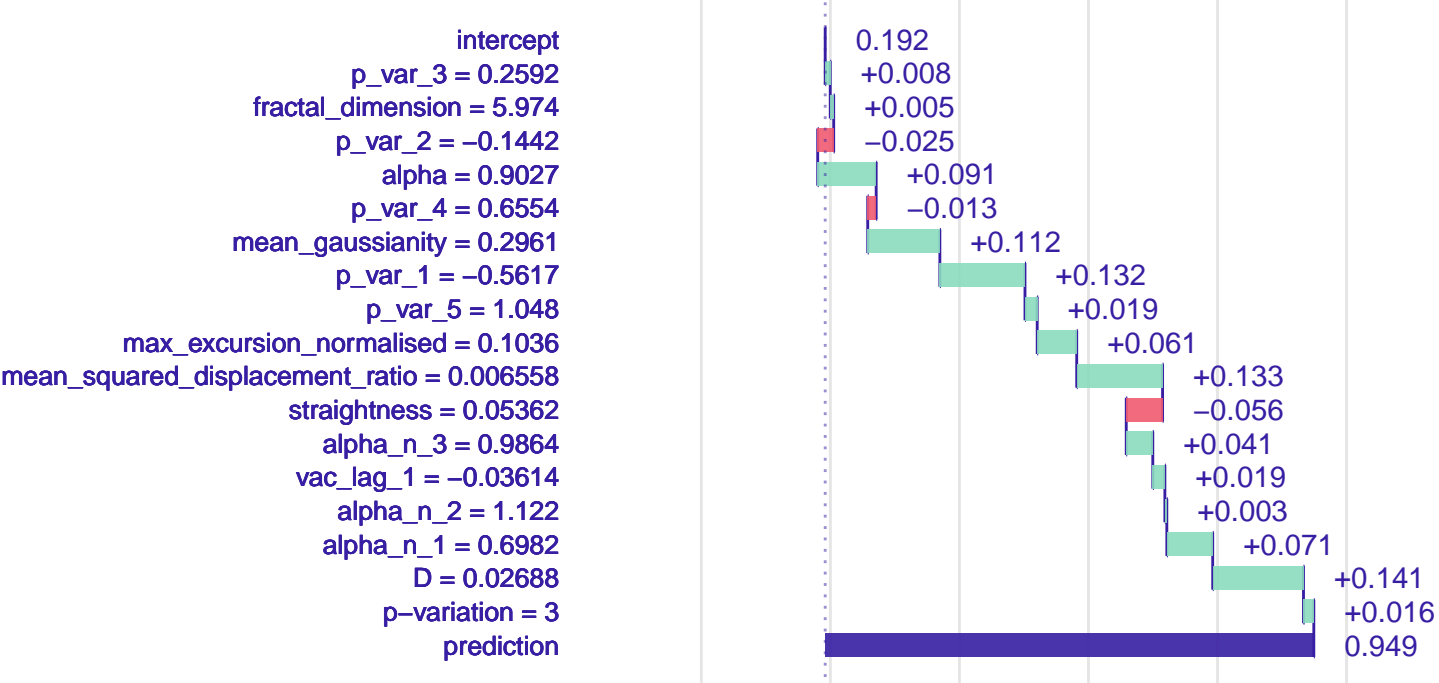 intercept 0.192
p_var_3 = 0.2592 +0.008
fractal_dimension = 5.974 +0.005
p_var_2 = −0.1442 −0.025
alpha = 0.9027 +0.091
p_var_4 = 0.6554 −0.013
mean_gaussianity = 0.2961 +0.112
p_var_1 = −0.5617 +0.132
p_var_5 = 1.048 +0.019
max_excursion_normalised = 0.1036 +0.061
mean_squared_displacement_ratio = 0.006558 +0.133
straightness = 0.05362 −0.056
alpha_n_3 = 0.9864 +0.041
vac_lag_1 = −0.03614 +0.019
alpha_n_2 = 1.122 +0.003
alpha_n_1 = 0.6982 +0.071
D = 0.02688 +0.141
p−variation = 3 +0.016
prediction 0.949